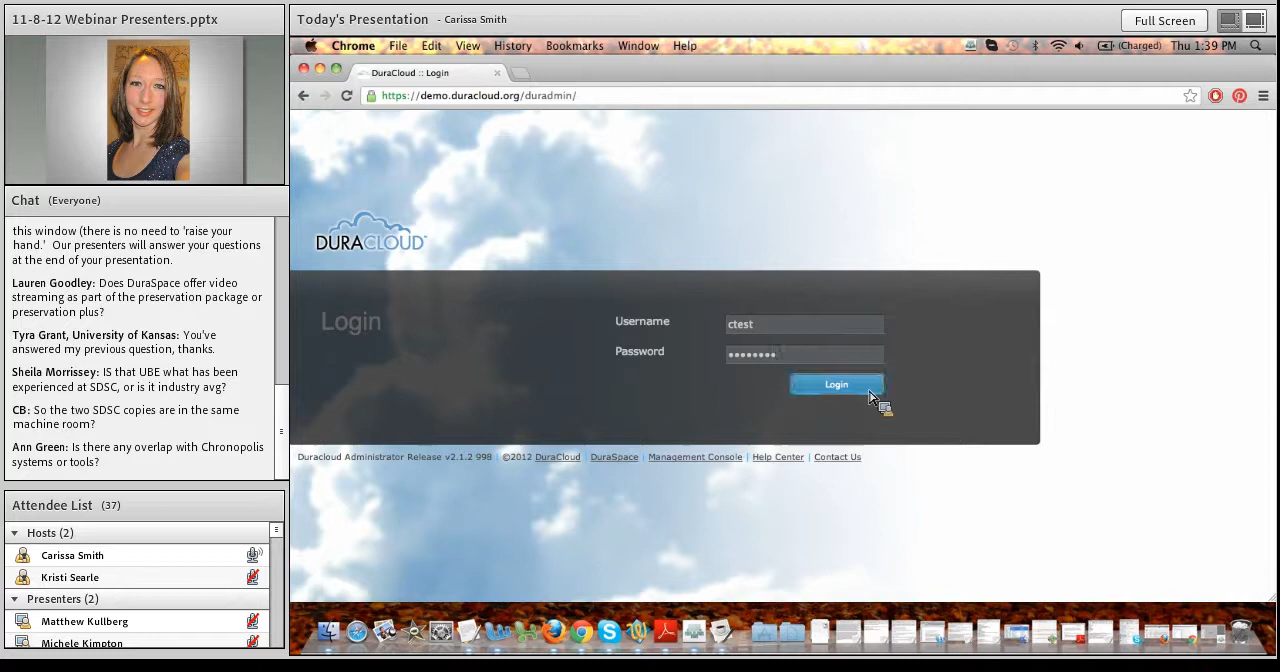 11-8-12 Webinar Presenters.pptx
Today's Presentation - Carissa Smith
Full Screen
Chrome File Edit View History Bookmarks Window Help
(Charged) Thu 1:39 PM
DuraCloud :: Login
https://demo.duracloud.org/duradmin/
Chat (Everyone)
this window (there is no need to 'raise your
hand.' Our presenters will answer your questions
at the end of your presentation.
Lauren Goodley: Does DuraSpace offer video
streaming as part of the preservation package or
preservation plus?
Tyra Grant, University of Kansas: You've
answered my previous question, thanks.
Sheila Morrissey: IS that UBE what has been
experienced at SDSC, or is it industry avg?
CB: So the two SDSC copies are in the same
machine room?
Ann Green: Is there any overlap with Chronopolis
systems or tools?
Attendee List (37)
Hosts (2)
Carissa Smith
Kristi Searle
Presenters (2)
Matthew Kullberg
Michele Kimpton
DURACLOUD
Login
Username ctest
Password ••••••••
Login
Duracloud Administrator Release v2.1.2 998 | ©2012 DuraCloud | DuraSpace | Management Console | Help Center | Contact Us